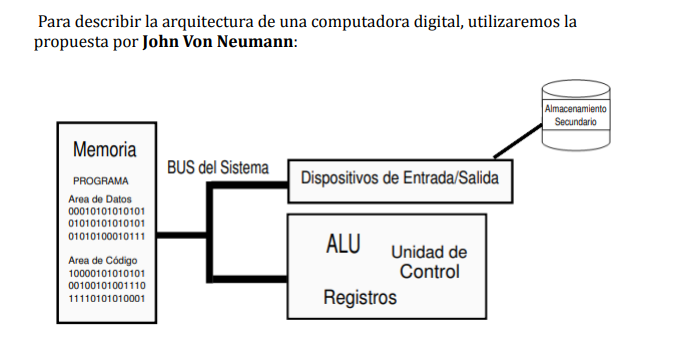 Para describir la arquitectura de una computadora digital, utilizaremos la
propuesta por John Von Neumann:
Almacenamiento
Secundario
Memoria
PROGRAMA
Area de Datos
00010101010101
01010101010101
01010100010111
Area de Código
10000101010101
00100101001110
11110101010001
BUS del Sistema
Dispositivos de Entrada/Salida
ALU
Unidad de
Control
Registros